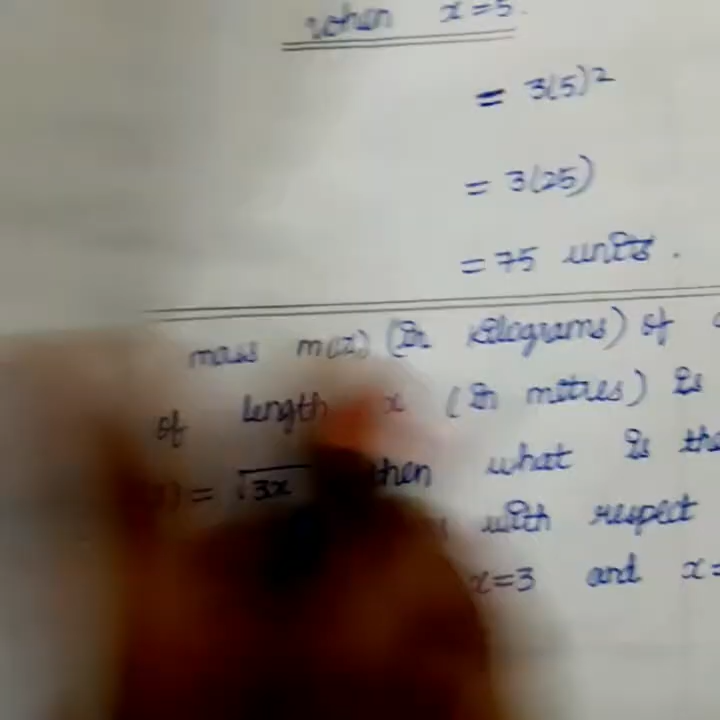 when x=5.
= 3(5)²
= 3(25)
= 75 units.
mass m(x) (In kilograms) of
of length x (In metres) Is
) = √3x then what Is the
with respect
x=3 and x=